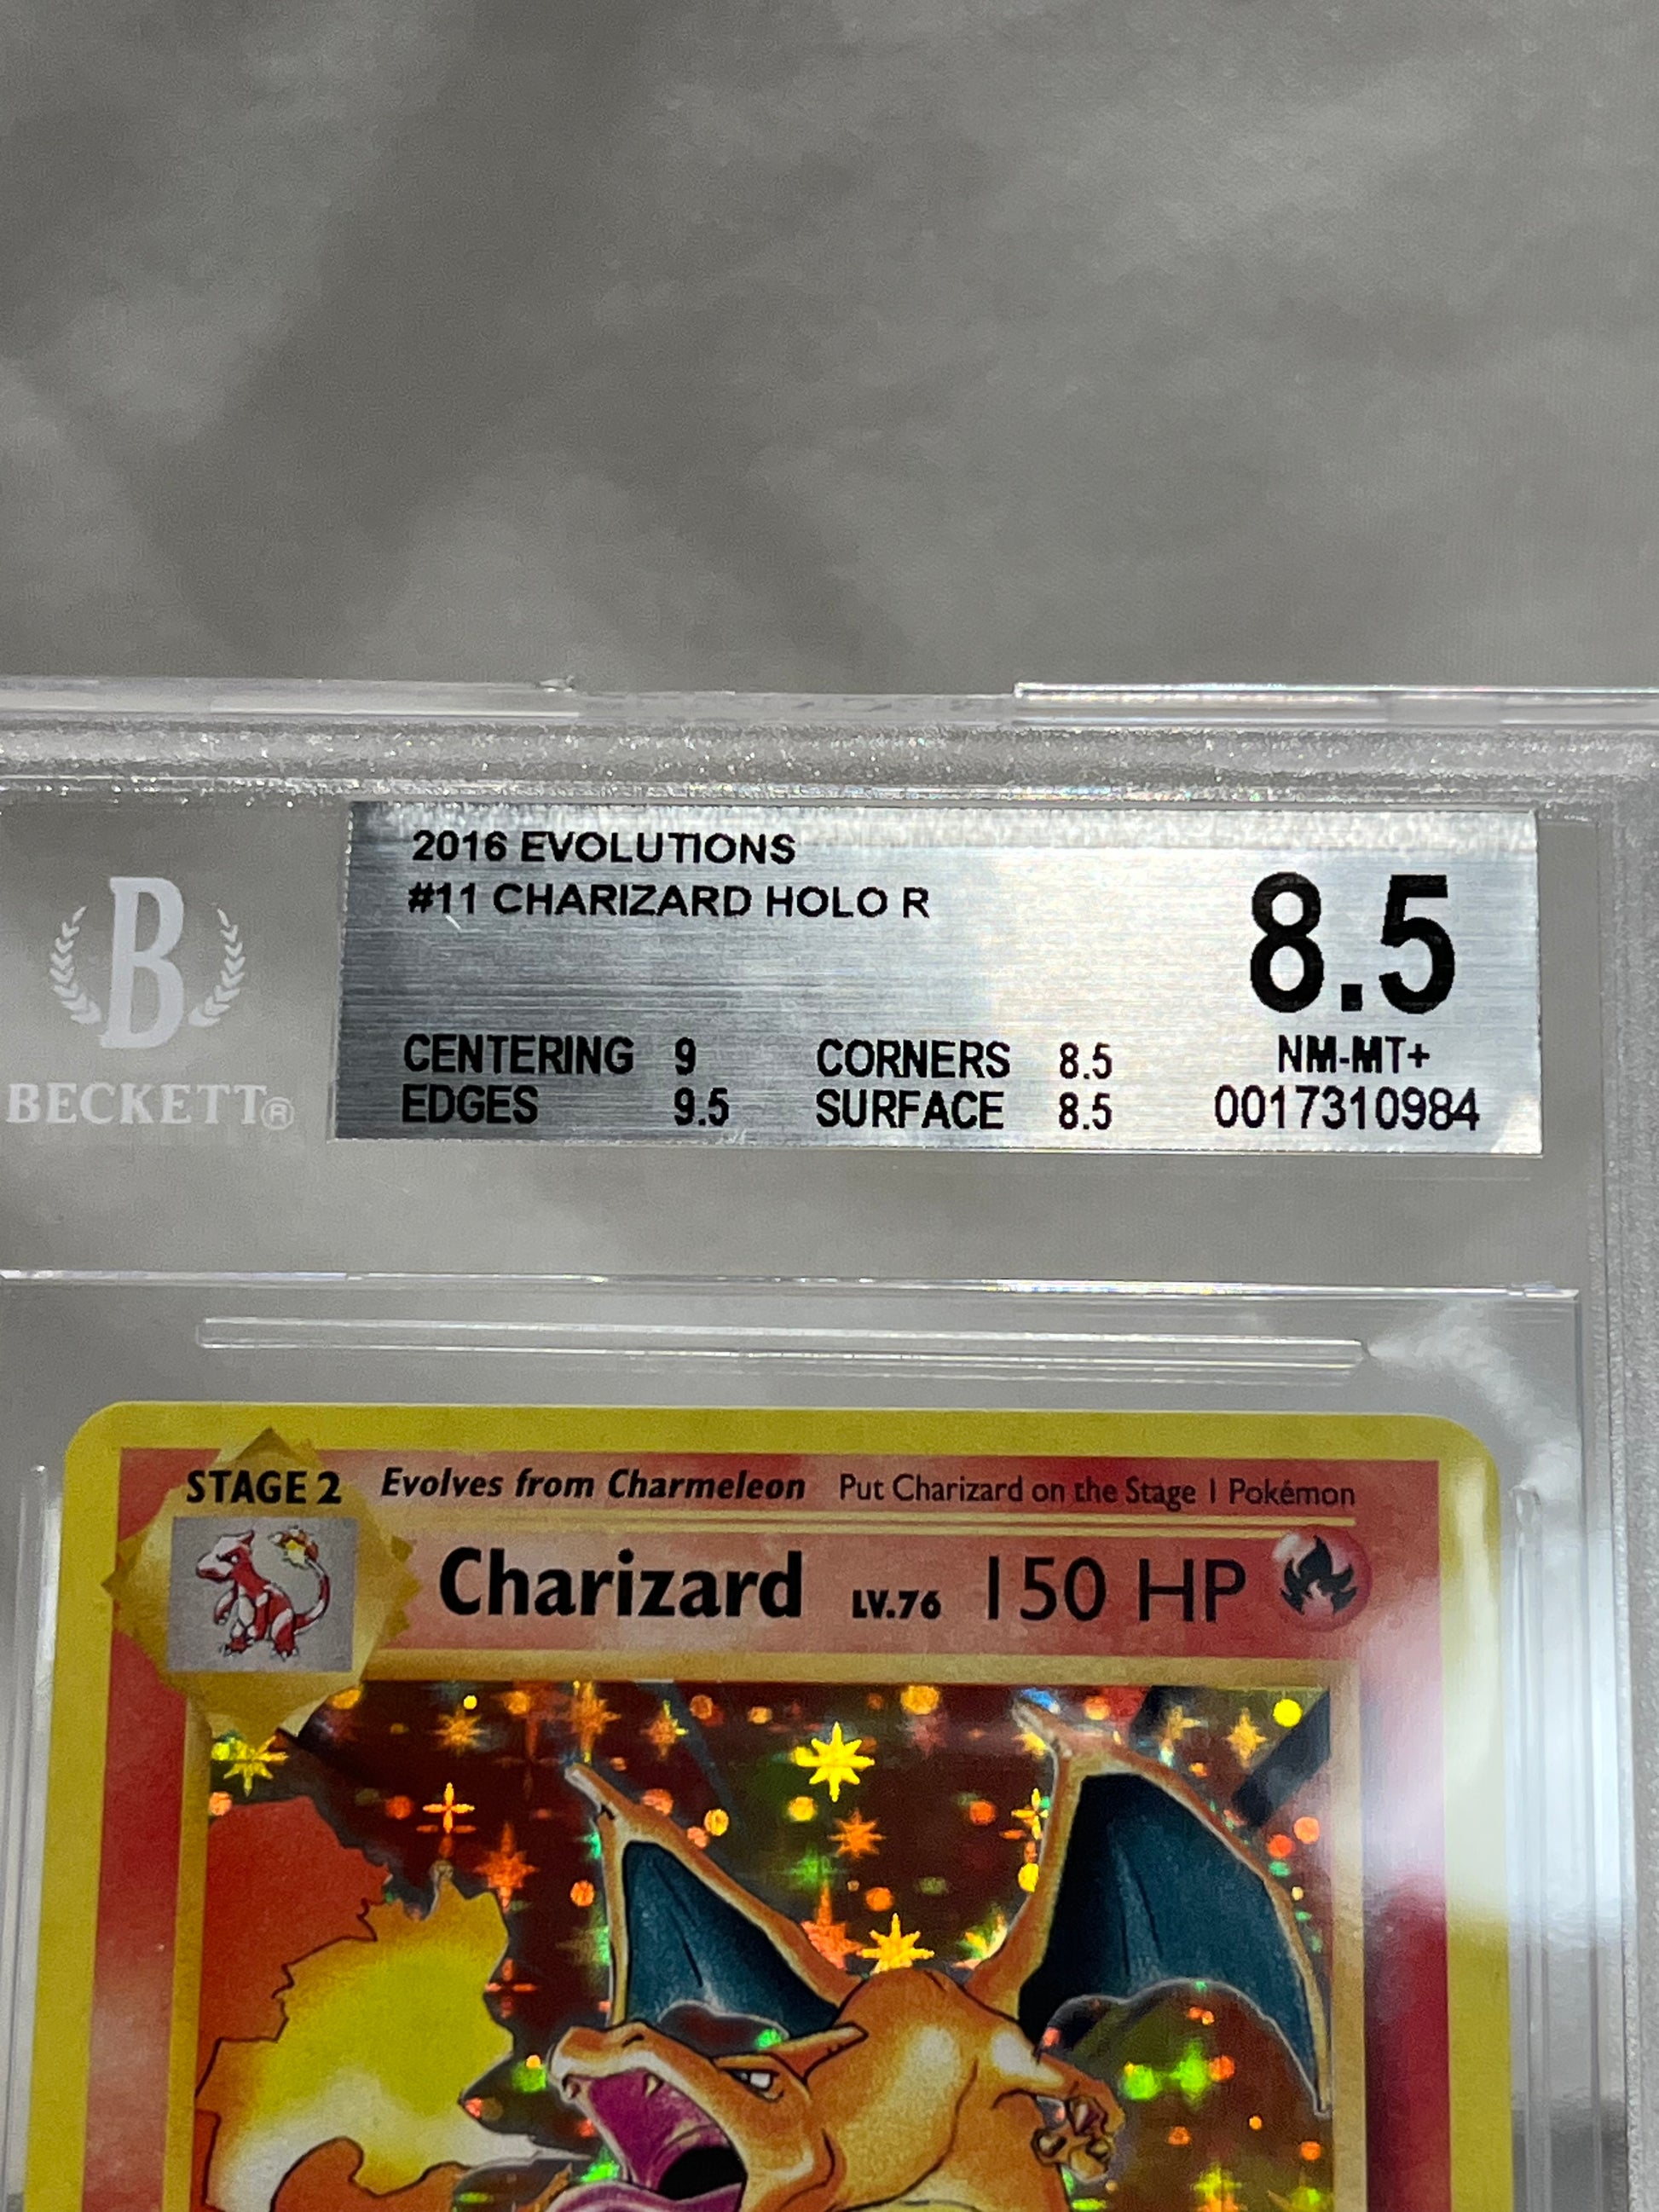 B
BECKETT®
2016 EVOLUTIONS
#11 CHARIZARD HOLO R
8.5
CENTERING 9 CORNERS 8.5 NM-MT+
EDGES 9.5 SURFACE 8.5 0017310984
STAGE 2 Evolves from Charmeleon Put Charizard on the Stage 1 Pokémon
Charizard LV.76 150 HP